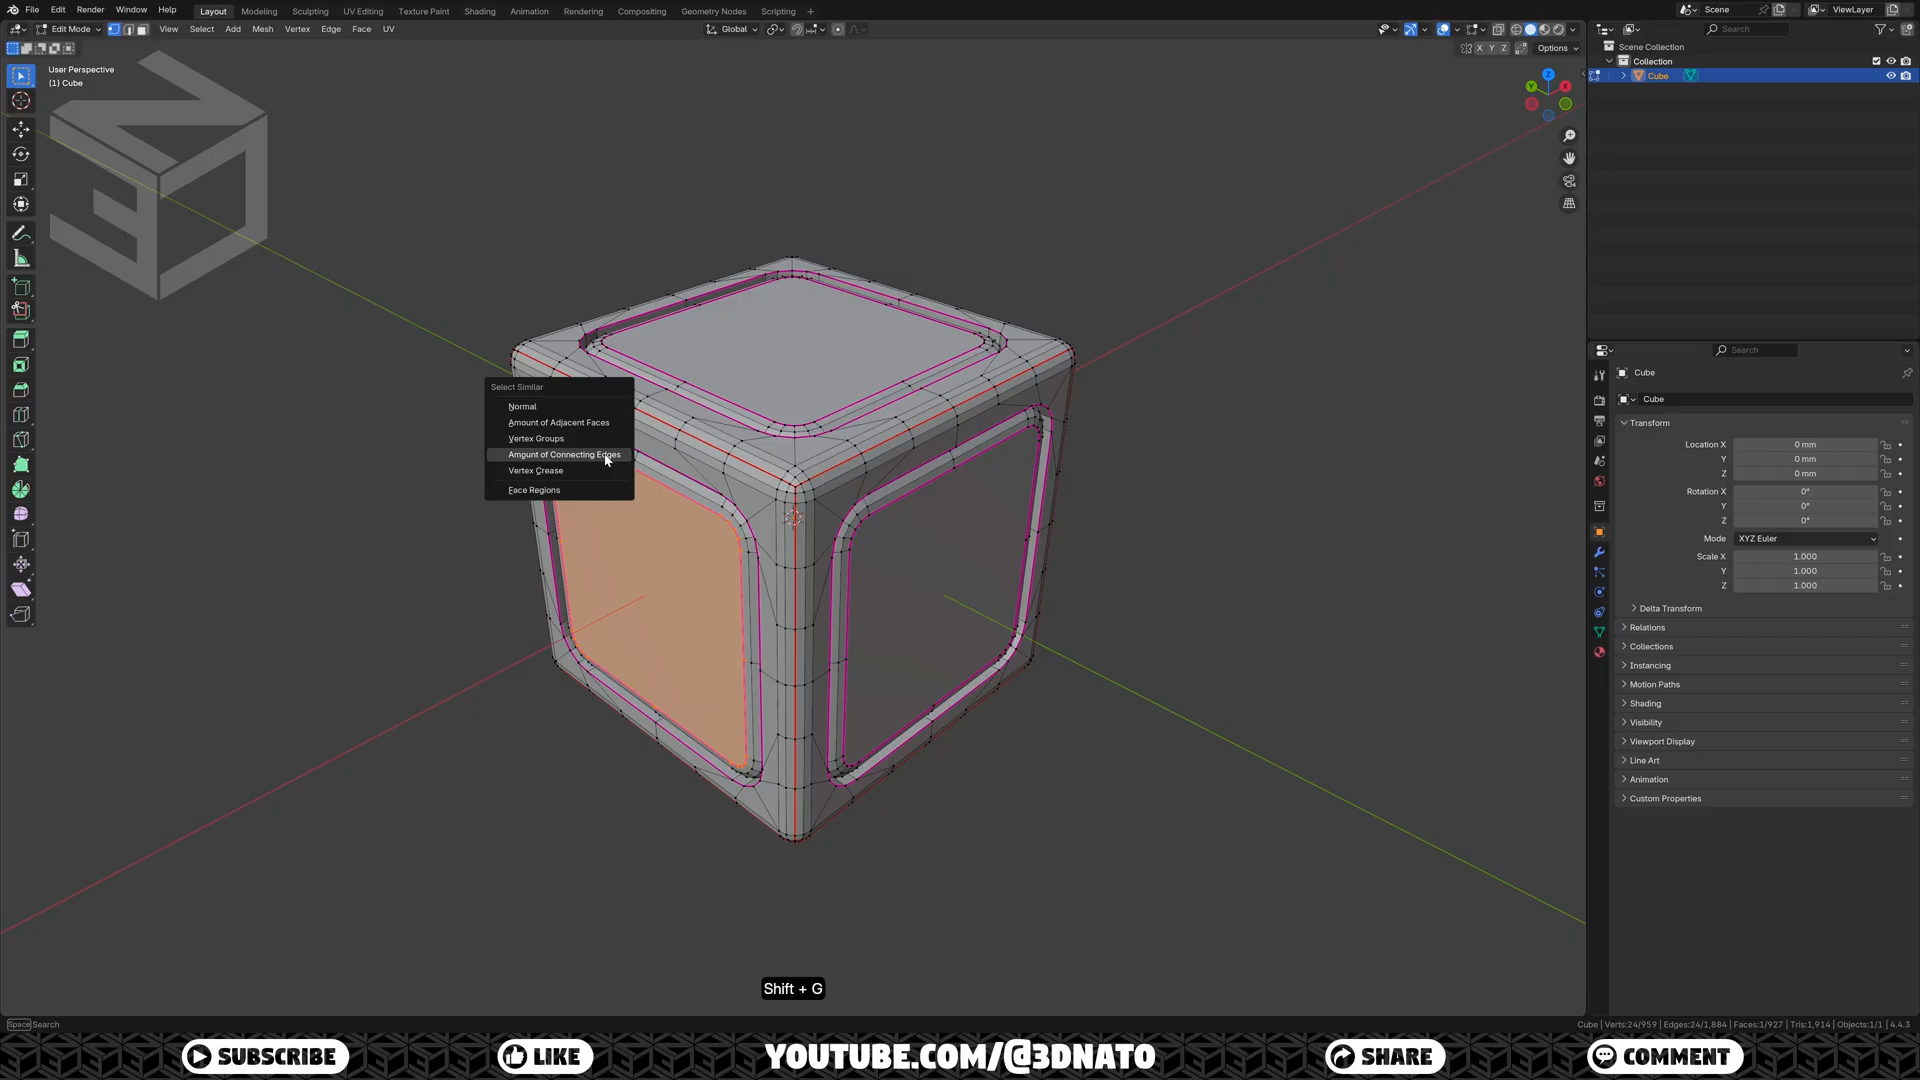 File Edit Render Window Help Layout Modeling Sculpting UV Editing Texture Paint Shading Animation Rendering Compositing Geometry Nodes Scripting + Scene ViewLayer
Edit Mode View Select Add Mesh Vertex Edge Face UV Global Search
X Y Z Options
User Perspective
(1) Cube
Scene Collection
Collection
Cube
Z
Y
X
Search
Cube
Cube
Transform
Location X 0 mm
Y 0 mm
Z 0 mm
Rotation X 0°
Y 0°
Z 0°
Mode XYZ Euler
Scale X 1.000
Y 1.000
Z 1.000
Delta Transform
Relations
Collections
Instancing
Motion Paths
Shading
Visibility
Viewport Display
Line Art
Animation
Custom Properties
Select Similar
Normal
Amount of Adjacent Faces
Vertex Groups
Amount of Connecting Edges
Vertex Crease
Face Regions
Shift + G
Space Search
Cube | Verts:24/959 | Edges:24/1,884 | Faces:1/927 | Tris:1,914 | Objects:1/1 | 4.4.3
SUBSCRIBE LIKE YOUTUBE.COM/@3DNATO SHARE COMMENT